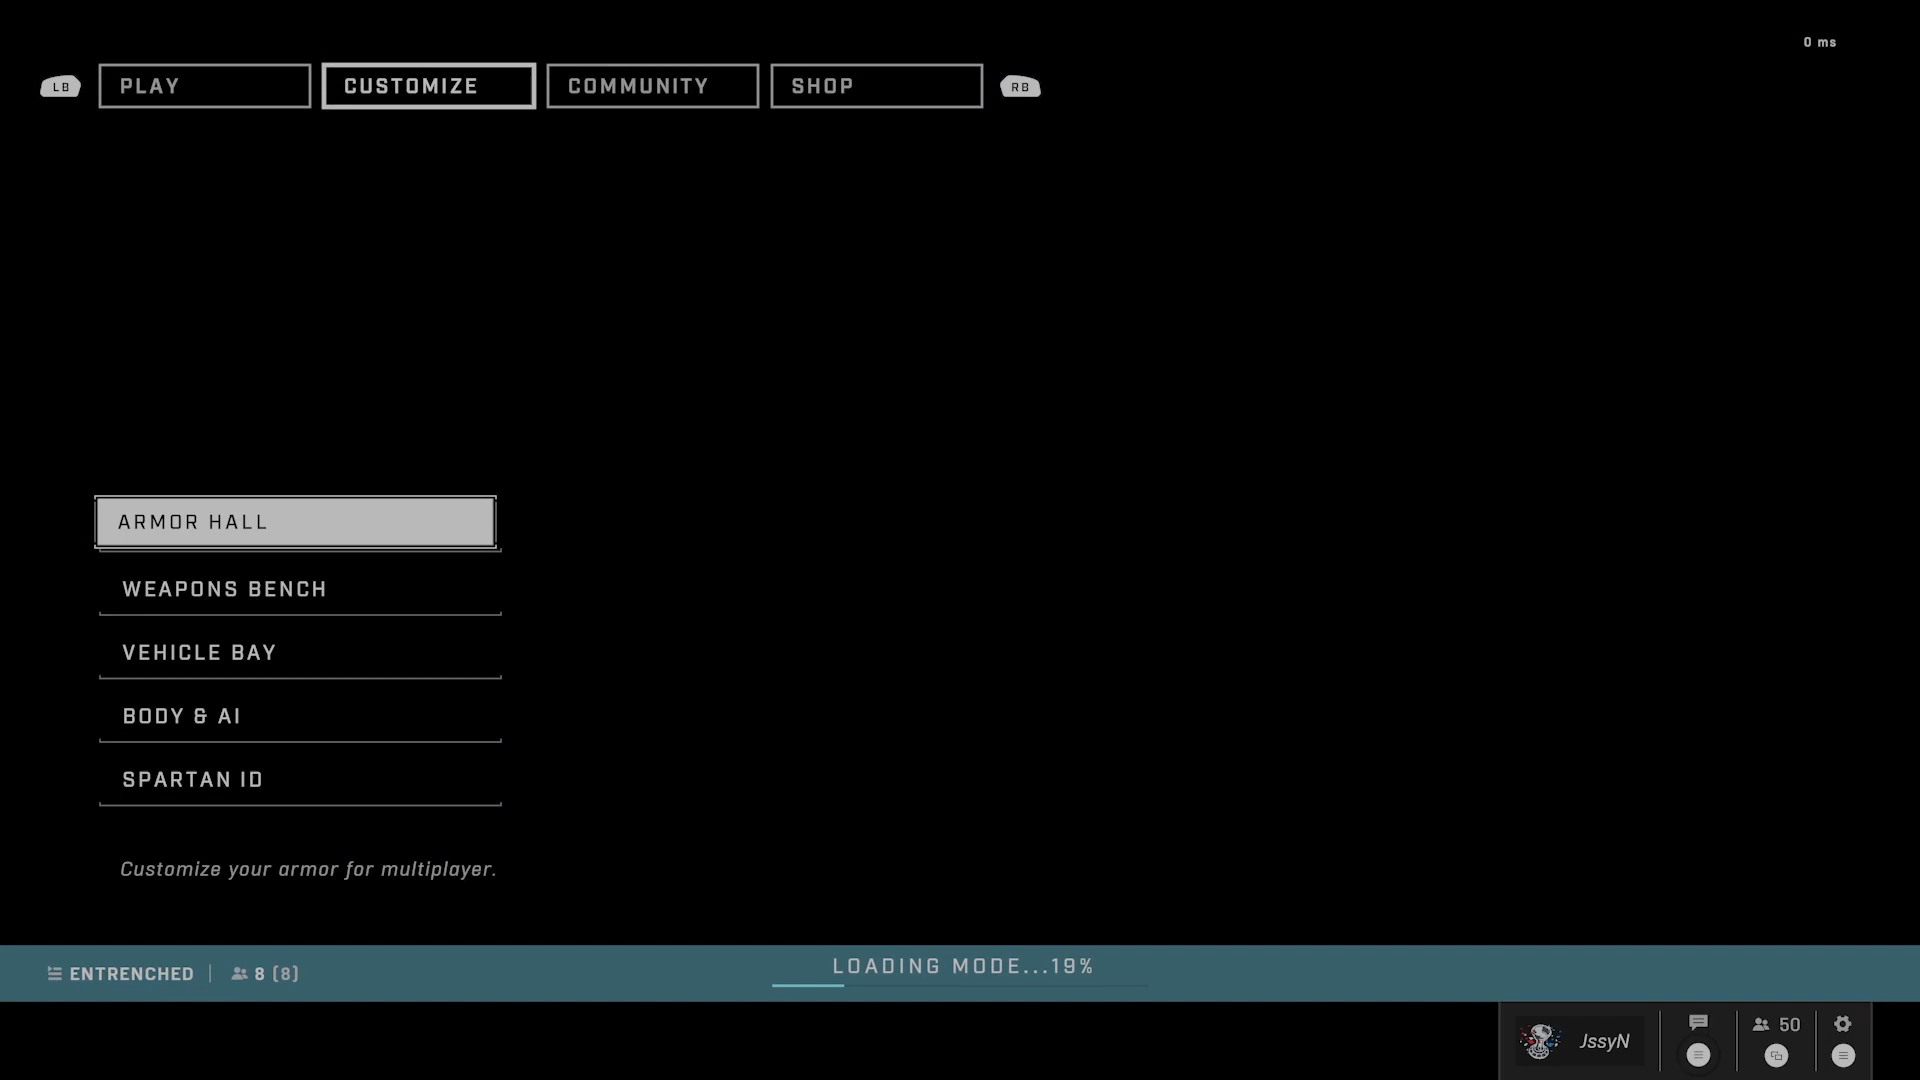 0 ms
LB PLAY CUSTOMIZE COMMUNITY SHOP RB
ARMOR HALL
WEAPONS BENCH
VEHICLE BAY
BODY & AI
SPARTAN ID
Customize your armor for multiplayer.
ENTRENCHED 8 [8] LOADING MODE...19%
JssyN 50